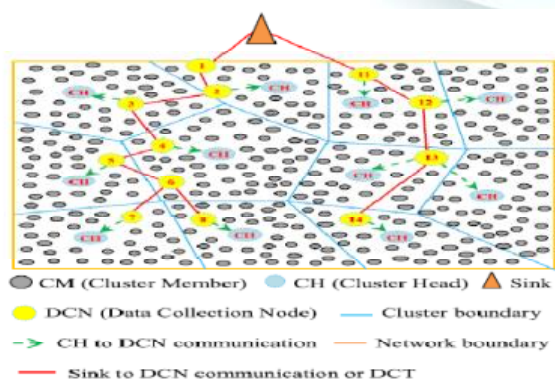 1
11
CH
2
CH
3
CH
12
CH
4
CH
5
CH
13
CH
CH
6
7
8
14
CH
CH
CH
CM (Cluster Member) CH (Cluster Head) Sink
DCN (Data Collection Node) Cluster boundary
CH to DCN communication Network boundary
Sink to DCN communication or DCT